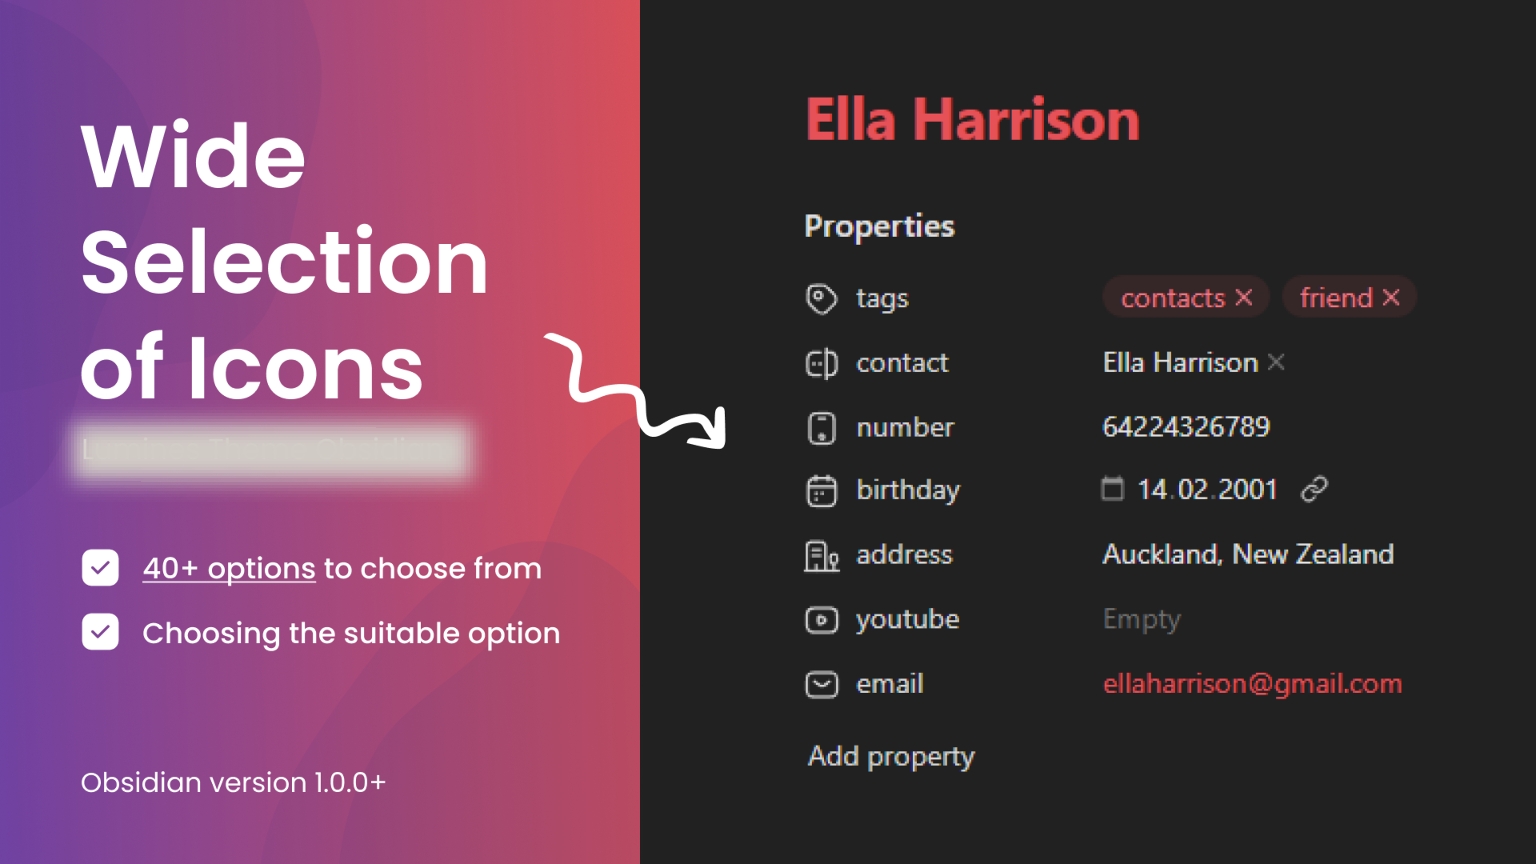 Wide
Selection
of Icons
40+ options to choose from
Choosing the suitable option
Obsidian version 1.0.0+
Ella Harrison
Properties
tags contacts friend
contact Ella Harrison
number 64224326789
birthday 14.02.2001
address Auckland, New Zealand
youtube Empty
email ellaharrison@gmail.com
Add property